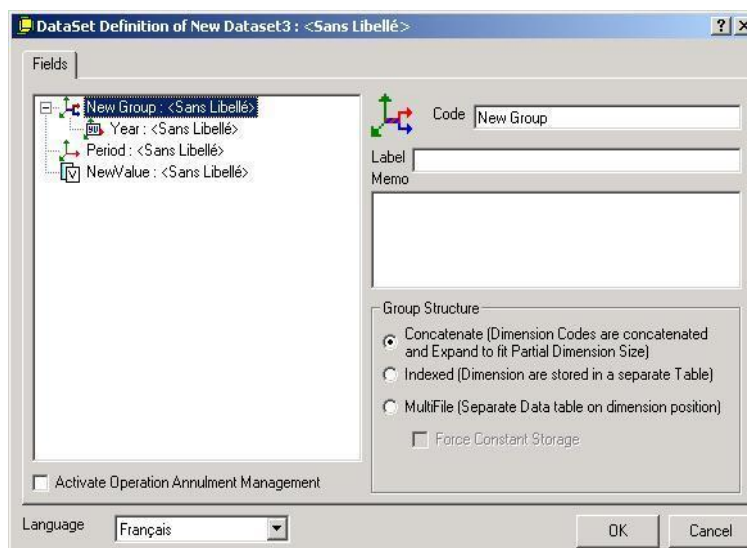 DataSet Definition of New Dataset3 : <Sans Libellé>
Fields
New Group : <Sans Libellé>
Year : <Sans Libellé>
Period : <Sans Libellé>
NewValue : <Sans Libellé>
Activate Operation Annulment Management
Code New Group
Label
Memo
Group Structure
Concatenate (Dimension Codes are concatenated
and Expand to fit Partial Dimension Size)
Indexed (Dimension are stored in a separate Table)
MultiFile (Separate Data table on dimension position)
Force Constant Storage
Language Français
OK Cancel